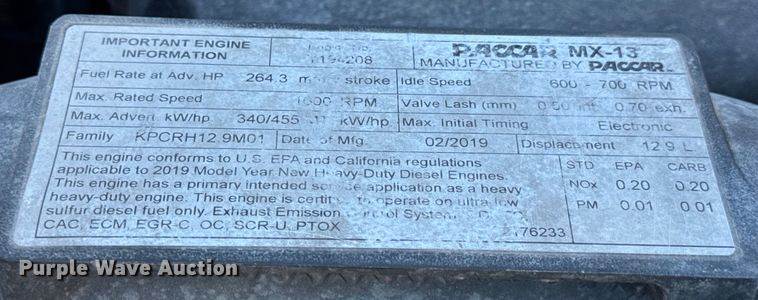 IMPORTANT ENGINE
INFORMATION
PACCAR MX-13
MANUFACTURED BY PACCAR
Fuel Rate at Adv. HP 264.3 stroke
Idle Speed 600 - 700 RPM
Max. Rated Speed RPM
Valve Lash (mm) 0.70 exh.
Max. Advert. kW/hp 340/455 kW/hp
Max. Initial Timing Electronic
Family KPCRH12.9M01
Date of Mfg. 02/2019
Displacement 12.9 L
This engine conforms to U.S. EPA and California regulations
applicable to 2019 Model Year New Heavy-Duty Diesel Engines.
This engine has a primary intended service application as a heavy
heavy-duty engine. This engine is to operate on ultra low
sulfur diesel fuel only. Exhaust Emission Control System
CAC, ECM, EGR-C, OC, SCR-U, PTOX
STD EPA CARB
NOx 0.20 0.20
PM 0.01 0.01
Purple Wave Auction